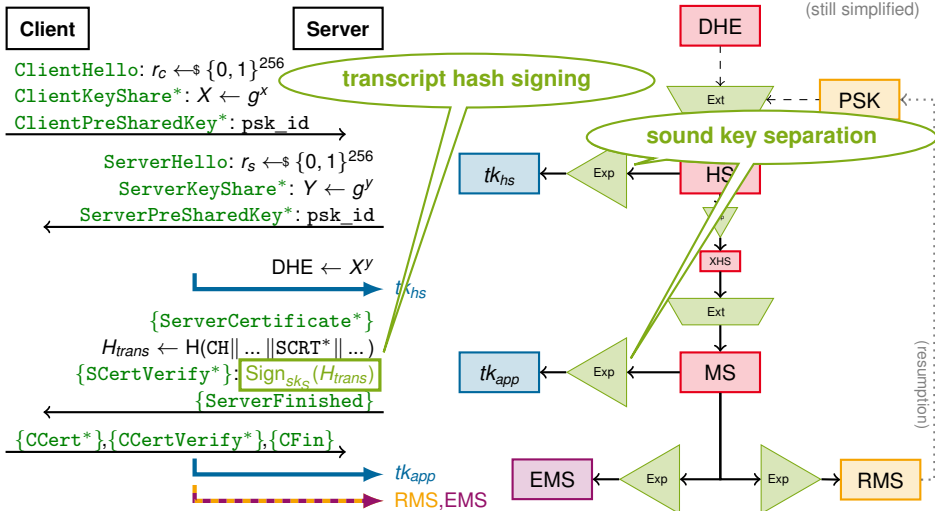 Client
Server
ClientHello: r_c ←$ {0, 1}^256
ClientKeyShare*: X ← g^x
ClientPreSharedKey*: psk_id
ServerHello: r_s ←$ {0, 1}^256
ServerKeyShare*: Y ← g^y
ServerPreSharedKey*: psk_id
DHE ← X^y
tk_hs
{ServerCertificate*}
H_trans ← H(CH‖ ... ‖SCRT*‖ ... )
{SCertVerify*}: Sign_sk_S(H_trans)
{ServerFinished}
{CCert*},{CCertVerify*},{CFin}
tk_app
RMS,EMS
transcript hash signing
(still simplified)
DHE
Ext
PSK
sound key separation
tk_hs
Exp
HS
XHS
Ext
tk_app
Exp
MS
(resumption)
EMS
Exp
Exp
RMS